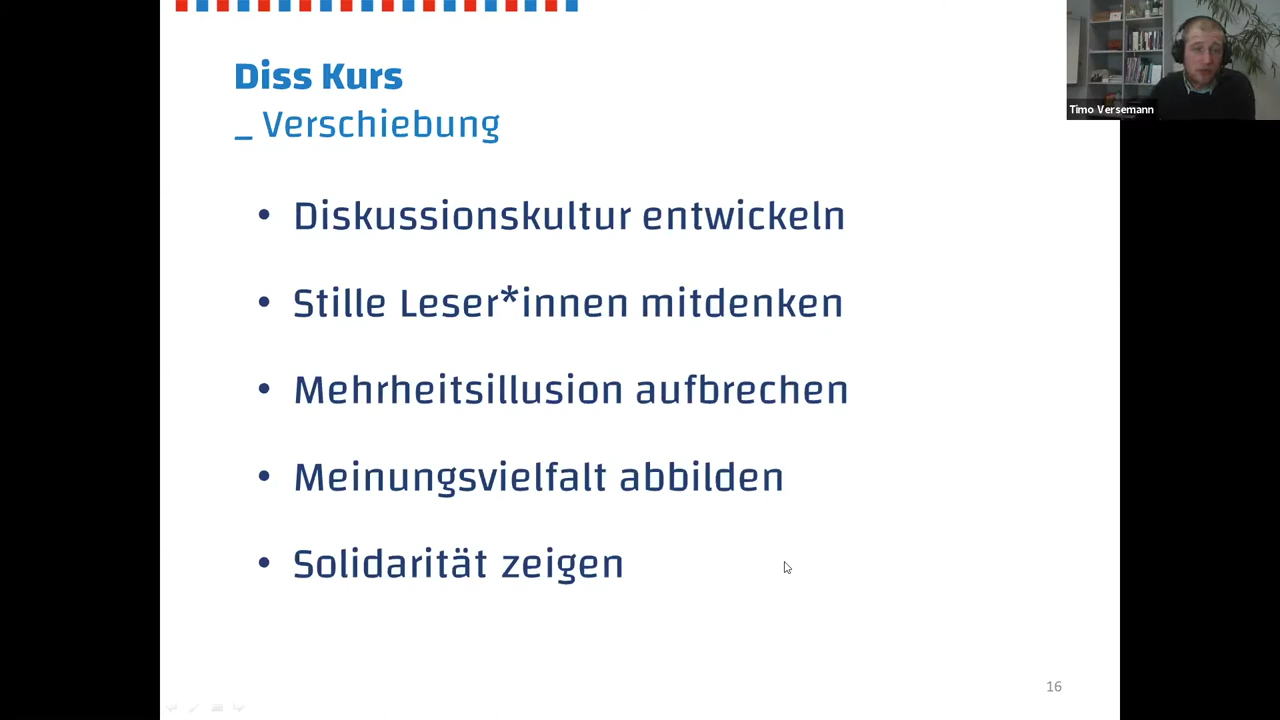 Diss Kurs
_ Verschiebung
• Diskussionskultur entwickeln
• Stille Leser*innen mitdenken
• Mehrheitsillusion aufbrechen
• Meinungsvielfalt abbilden
• Solidarität zeigen
16
Timo Versemann